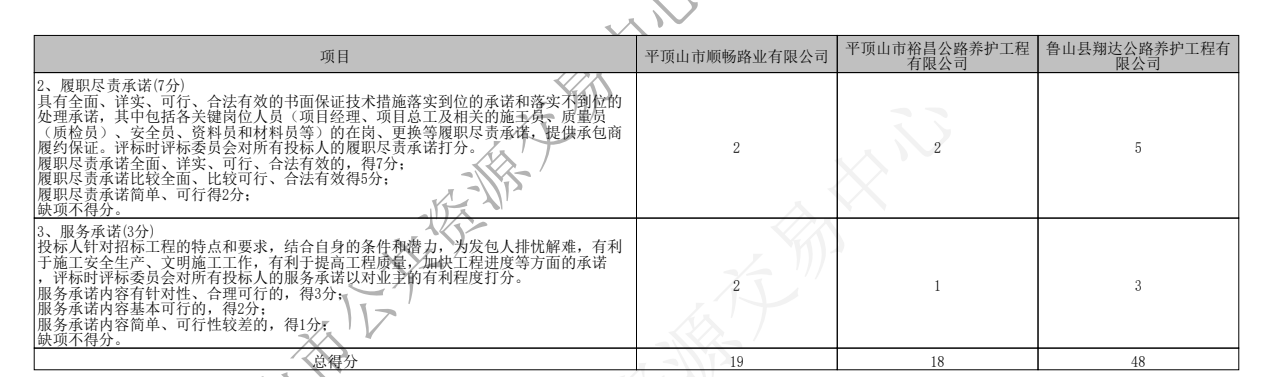 项目
平顶山市顺畅路业有限公司
平顶山市裕昌公路养护工程
有限公司
鲁山县翔达公路养护工程有
限公司
2、履职尽责承诺(7分)
具有全面、详实、可行、合法有效的书面保证技术措施落实到位的承诺和落实不到位的
处理承诺，其中包括各关键岗位人员（项目经理、项目总工及相关的施工员、质量员
（质检员）、安全员、资料员和材料员等）的在岗、更换等履职尽责承诺，提供承包商
履约保证。评标时评标委员会对所有投标人的履职尽责承诺打分。
履职尽责承诺全面、详实、可行、合法有效的，得7分；
履职尽责承诺比较全面、比较可行、合法有效得5分；
履职尽责承诺简单、可行得2分；
缺项不得分。
2
2
5
3、服务承诺(3分)
投标人针对招标工程的特点和要求，结合自身的条件和潜力，为发包人排忧解难，有利
于施工安全生产、文明施工工作，有利于提高工程质量，加快工程进度等方面的承诺
，评标时评标委员会对所有投标人的服务承诺以对业主的有利程度打分。
服务承诺内容有针对性、合理可行的，得3分；
服务承诺内容基本可行的，得2分；
服务承诺内容简单、可行性较差的，得1分；
缺项不得分。
2
1
3
总得分
19
18
48
市公共资源交易中心
源交易中心